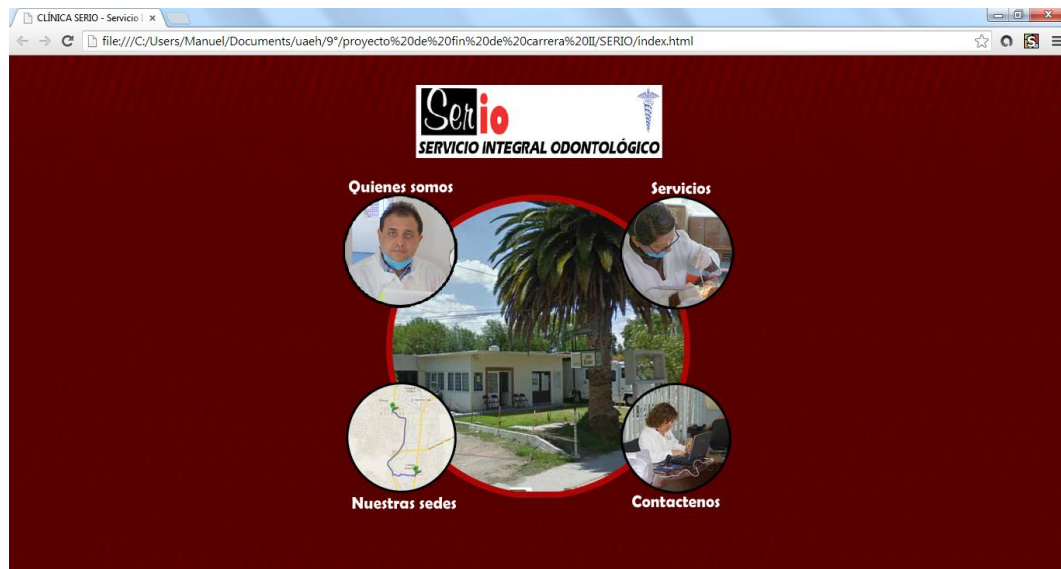 CLÍNICA SERIO - Servicio
file:///C:/Users/Manuel/Documents/uaeh/9°/proyecto%20de%20fin%20de%20carrera%20II/SERIO/index.html
Serio
SERVICIO INTEGRAL ODONTOLÓGICO
Quienes somos
Servicios
Nuestras sedes
Contactenos